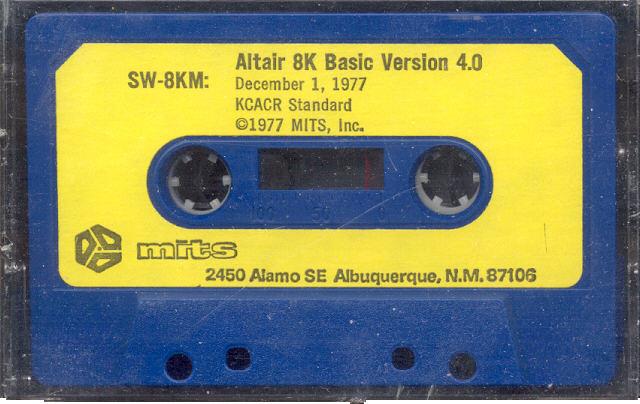 SW-8KM:
Altair 8K Basic Version 4.0
December 1, 1977
KCACR Standard
©1977 MITS, Inc.
100 50
mits
2450 Alamo SE Albuquerque, N.M. 87106